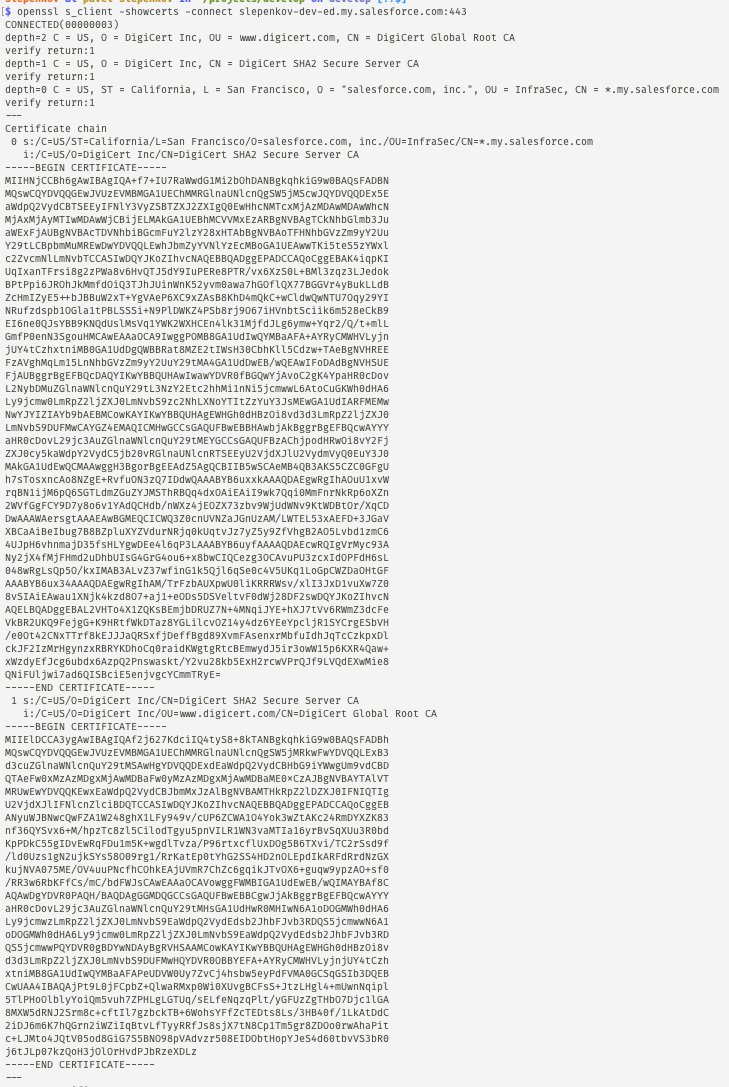 $ openssl s_client -showcerts -connect slepenkov-dev-ed.my.salesforce.com:443
CONNECTED(00000003)
depth=2 C = US, O = DigiCert Inc, OU = www.digicert.com, CN = DigiCert Global Root CA
verify return:1
depth=1 C = US, O = DigiCert Inc, CN = DigiCert SHA2 Secure Server CA
verify return:1
depth=0 C = US, ST = California, L = San Francisco, O = "salesforce.com, inc.", OU = InfraSec, CN = *.my.salesforce.com
verify return:1
---
Certificate chain
0 s:/C=US/ST=California/L=San Francisco/O=salesforce.com, inc./OU=InfraSec/CN=*.my.salesforce.com
i:/C=US/O=DigiCert Inc/CN=DigiCert SHA2 Secure Server CA
-----BEGIN CERTIFICATE-----
MIIHNjCCBh6gAwIBAgIQA+f7+IU7RaWwdG1Mi2bOhDANBgkqhkiG9w0BAQsFADBN
MQswCQYDVQQGEwJVUzEVMBMGA1UEChMMRGlnaUNlcnQgSW5jMScwJQYDVQQDEx5E
aWdpQ2VydCBTSEEyIFNlY3VyZSBTZXJ2ZXIgQ0EwHhcNMTcxMjAzMDAwMDAwWhcN
MjAxMjAyMTIwMDAwWjCBijELMAkGA1UEBhMCVVMxEzARBgNVBAgTCkNhbGlmb3Ju
aWExFjAUBgNVBAcTDVNhbiBGcmFuY2lzY28xHTAbBgNVBAoTFHNhbGVzZm9yY2Uu
Y29tLCBpbmMuMREwDwYDVQQLEwhJbmZyYVNlYzEcMBoGA1UEAwwTKi5teS5zYWxl
c2ZvcmNlLmNvbTCCASIwDQYJKoZIhvcNAQEBBQADggEPADCCAQoCggEBAK4iqpKI
UqIxanTFrsi8g2zPWa8v6HvQTJ5dY9IuPERe8PTR/vx6XzS0L+BMl3zqz3LJedok
BPtPpi6JROhJkMmfdOiQ3TJhJUinWnK52yvm0awa7hGOflQX77BGGVr4yBukLLdB
ZcHmIZyE5++bJBBuW2xT+YgVAeP6XC9xZAsB8KhD4mQkC+wCldwQwNTU7Oqy29YI
NRufzdspb1OGla1tPBLSSSi+N9PlDWKZ4PSb8rj9O67iHVnbtSciik6m528eCkB9
EI6ne0QJsYBB9KNQdUslMsVq1YWK2WXHCEn4lk31MjfdJLg6ymw+Yqr2/Q/t+mlL
GmfP0enN3SgouHMCAwEAAaOCA9IwggPOMB8GA1UdIwQYMBaAFA+AYRyCMWHVLyjn
jUY4tCzhxtniMB0GA1UdDgQWBBRat8MZE2tIWsH30CbhKll5Cdzw+TAeBgNVHREE
FzAVghMqLm15LnNhbGVzZm9yY2UuY29tMA4GA1UdDwEB/wQEAwIFoDAdBgNVHSUE
FjAUBggrBgEFBQcDAQYIKwYBBQUHAwIwawYDVR0fBGQwYjAvoC2gK4YpaHR0cDov
L2NybDMuZGlnaWNlcnQuY29tL3NzY2Etc2hhMi1nNi5jcmwwL6AtoCuGKWh0dHA6
Ly9jcmw0LmRpZ2ljZXJ0LmNvbS9zc2NhLXNoYTItZzYuY3JsMEwGA1UdIARFMEMw
NwYJYIZIAYb9bAEBMCowKAYIKwYBBQUHAgEWHGh0dHBzOi8vd3d3LmRpZ2ljZXJ0
LmNvbS9DUFMwCAYGZ4EMAQICMHwGCCsGAQUFBwEBBHAwbjAkBggrBgEFBQcwAYYY
aHR0cDovL29jc3AuZGlnaWNlcnQuY29tMEYGCCsGAQUFBzAChjpodHRwOi8vY2Fj
ZXJ0cy5kaWdpY2VydC5jb20vRGlnaUNlcnRTSEEyU2VjdXJlU2VydmVyQ0EuY3J0
MAkGA1UdEwQCMAAwggH3BgorBgEEAdZ5AgQCBIIB5wSCAeMB4QB3AKS5CZC0GFgU
h7sTosxncAo8NZgE+RvfuON3zQ7IDdwQAAABYB6uxxkAAAQDAEgwRgIhAOuU1xvW
rqBN1ijM6pQ6SGTLdmZGuZYJMSThRBQq4dxOAiEAiI9wk7Qqi0MmFnrNkRp6oXZn
2WVfGgFCY9D7y8o6v1YAdQCHdb/nWXz4jEOZX73zbv9WjUdWNv9KtWDBtOr/XqCD
DwAAAWAersgtAAAEAwBGMEQCICWQ3Z0cnUVNZaJGnUzAM/LWTEL53xAEFD+3JGaV
XBCaAiBeIbug7B8BZpluXYZVdurNRjq0kUqtvJz7yZ5y9ZfVhgB2AO5Lvbd1zmC6
4UJpH6vhnmajD35fsHLYgwDEe4l6qP3LAAABYB6uyfAAAAQDAEcwRQIgVrMyc93A
Ny2jX4fMjFHmd2uDhbUIsG4GrG4ou6+x8bwCIQCezg3OCAvuPU3zcxIdOPFdH6sL
048wRgLsQp5O/kxIMAB3ALvZ37wfinG1k5Qjl6qSe0c4V5UKq1LoGpCWZDaOHtGF
AAABYB6ux34AAAQDAEgwRgIhAM/TrFzbAUXpwU0liKRRRWsv/xlI3JxD1vuXw7Z0
8vSIAiEAwau1XNjk4kzd8O7+aj1+eODs5DSVeltvF0dWj28DF2swDQYJKoZIhvcN
AQELBQADggEBAL2VHTo4X1ZQKsBEmjbDRUZ7N+4MNqiJYE+hXJ7tVv6RWmZ3dcFe
VkBR2UKQ9FejgG+K9HRtfWkDTaz8YGLilcvOZ14y4dz6YEeYpcljR1SYCrgESbVH
/e0Ot42CNxTTrf8kEJJJaQRSxfjDeffBgd89XvmFAsenxrMbfuIdhJqTcCzkpxDl
ckJF2IzMrHgynzxRBRYKDhoCq0raidKWgtgRtcBEmwydJ5ir3owW15p6KXR4Qaw+
xWzdyEfJcg6ubdx6AzpQ2Pnswaskt/Y2vu28kb5ExH2rcwVPrQJf9LVQdEXwMie8
QNiFUljwi7ad6QISBciE5enjvgcYCmmTRyE=
-----END CERTIFICATE-----
1 s:/C=US/O=DigiCert Inc/CN=DigiCert SHA2 Secure Server CA
i:/C=US/O=DigiCert Inc/OU=www.digicert.com/CN=DigiCert Global Root CA
-----BEGIN CERTIFICATE-----
MIIElDCCA3ygAwIBAgIQAf2j627KdciIQ4tyS8+8kTANBgkqhkiG9w0BAQsFADBh
MQswCQYDVQQGEwJVUzEVMBMGA1UEChMMRGlnaUNlcnQgSW5jMRkwFwYDVQQLExB3
d3cuZGlnaWNlcnQuY29tMSAwHgYDVQQDExdEaWdpQ2VydCBHbG9iYWwgUm9vdCBD
QTAeFw0xMzAzMDgxMjAwMDBaFw0yMzAzMDgxMjAwMDBaME0xCzAJBgNVBAYTAlVT
MRUwEwYDVQQKEwxEaWdpQ2VydCBJbmMxJzAlBgNVBAMTHkRpZ2lDZXJ0IFNIQTIg
U2VjdXJlIFNlcnZlciBDQTCCASIwDQYJKoZIhvcNAQEBBQADggEPADCCAQoCggEB
ANyuWJBNwcQwFZA1W248ghX1LFy949v/cUP6ZCWA1O4Yok3wZtAKc24RmDYXZK83
nf36QYSvx6+M/hpzTc8zl5CilodTgyu5pnVILR1WN3vaMTIa16yrBvSqXUu3R0bd
KpPDkC55gIDvEwRqFDu1m5K+wgdlTvza/P96rtxcflUxDOg5B6TXvi/TC2rSsd9f
/ld0Uzs1gN2ujkSYs58O09rg1/RrKatEp0tYhG2SS4HD2nOLEpdIkARFdRrdNzGX
kujNVA075ME/OV4uuPNcfhCOhkEAjUVmR7ChZc6gqikJTvOX6+guqw9ypzAO+sf0
/RR3w6RbKFfCs/mC/bdFWJsCAwEAAaOCAVowggFWMBIGA1UdEwEB/wQIMAYBAf8C
AQAwDgYDVR0PAQH/BAQDAgGGMDQGCCsGAQUFBwEBBCgwJjAkBggrBgEFBQcwAYYY
aHR0cDovL29jc3AuZGlnaWNlcnQuY29tMHsGA1UdHwR0MHIwN6A1oDOGMWh0dHA6
Ly9jcmwzLmRpZ2ljZXJ0LmNvbS9EaWdpQ2VydEdsb2JhbFJvb3RDQS5jcmwwN6A1
oDOGMWh0dHA6Ly9jcmw0LmRpZ2ljZXJ0LmNvbS9EaWdpQ2VydEdsb2JhbFJvb3RD
QS5jcmwwPQYDVR0gBDYwNDAyBgRVHSAAMCowKAYIKwYBBQUHAgEWHGh0dHBzOi8v
d3d3LmRpZ2ljZXJ0LmNvbS9DUFMwHQYDVR0OBBYEFA+AYRyCMWHVLyjnjUY4tCzh
xtniMB8GA1UdIwQYMBaAFAPeUDVW0Uy7ZvCj4hsbw5eyPdFVMA0GCSqGSIb3DQEB
CwUAA4IBAQAjPt9L0jFCpbZ+QlwaRMxp0Wi0XUvgBCFsS+JtzLHgl4+mUwnNqipl
5TlPHoOlblyYoiQm5vuh7ZPHLgLGTUq/sELfeNqzqPlt/yGFUzZgTHbO7Djc1lGA
8MXW5dRNJ2Srm8c+cftIl7gzbckTB+6WohsYFfZcTEDts8Ls/3HB40f/1LkAtDdC
2iDJ6m6K7hQGrn2iWZiIqBtvLfTyyRRfJs8sjX7tN8Cp1Tm5gr8ZDOo0rwAhaPit
c+LJMto4JQtV05od8GiG7S5BNO98pVAdvzr508EIDObtHopYJeS4d60tbvVS3bR0
j6tJLp07kzQoH3jOlOrHvdPJbRzeXDLz
-----END CERTIFICATE-----
---